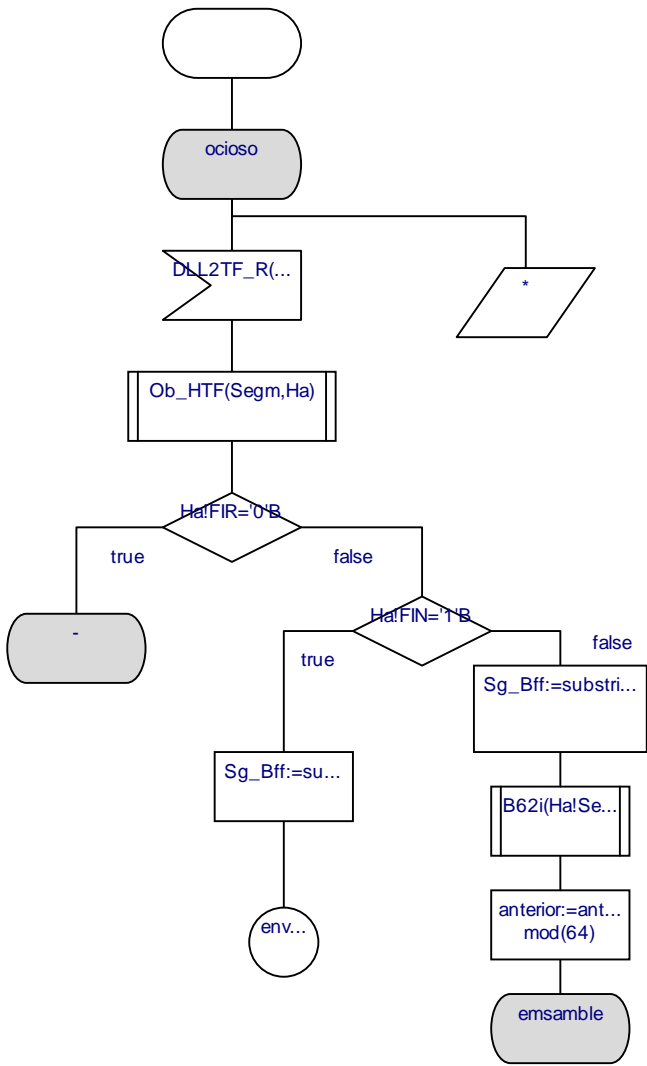 ocioso
DLL2TF_R(...
*
Ob_HTF(Segm,Ha)
Ha!FIR='0'B
true
false
-
Ha!FIN='1'B
true
false
Sg_Bff:=substri...
Sg_Bff:=su...
B62i(Ha!Se...
anterior:=ant...
mod(64)
env...
emsamble